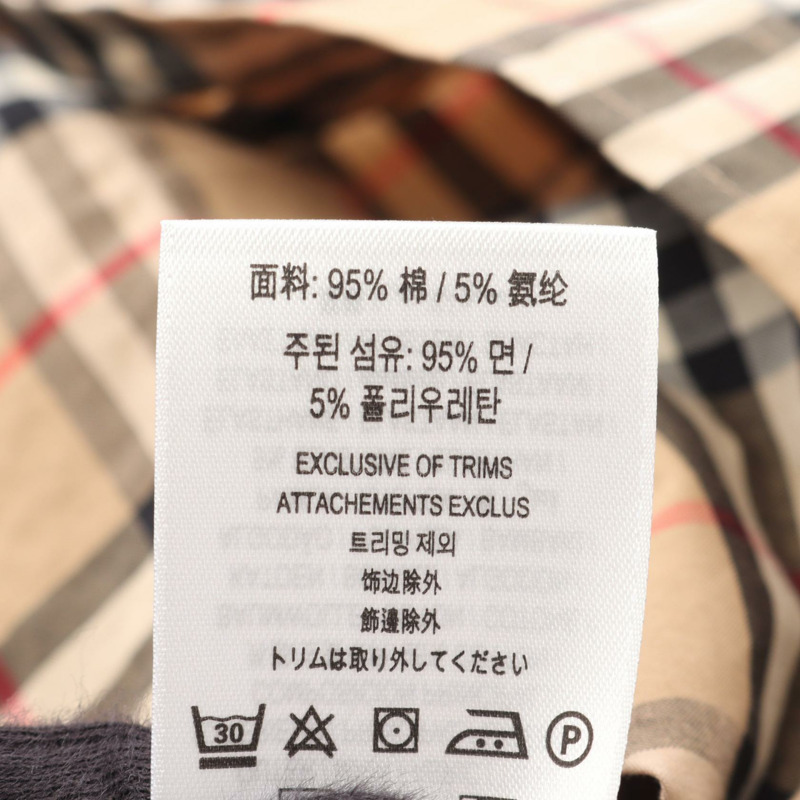 面料: 95% 棉 / 5% 氨纶
주된 섬유: 95% 면 /
5% 폴리우레탄
EXCLUSIVE OF TRIMS
ATTACHEMENTS EXCLUS
트리밍 제외
饰边除外
飾邊除外
トリムは取り外してください
30
P